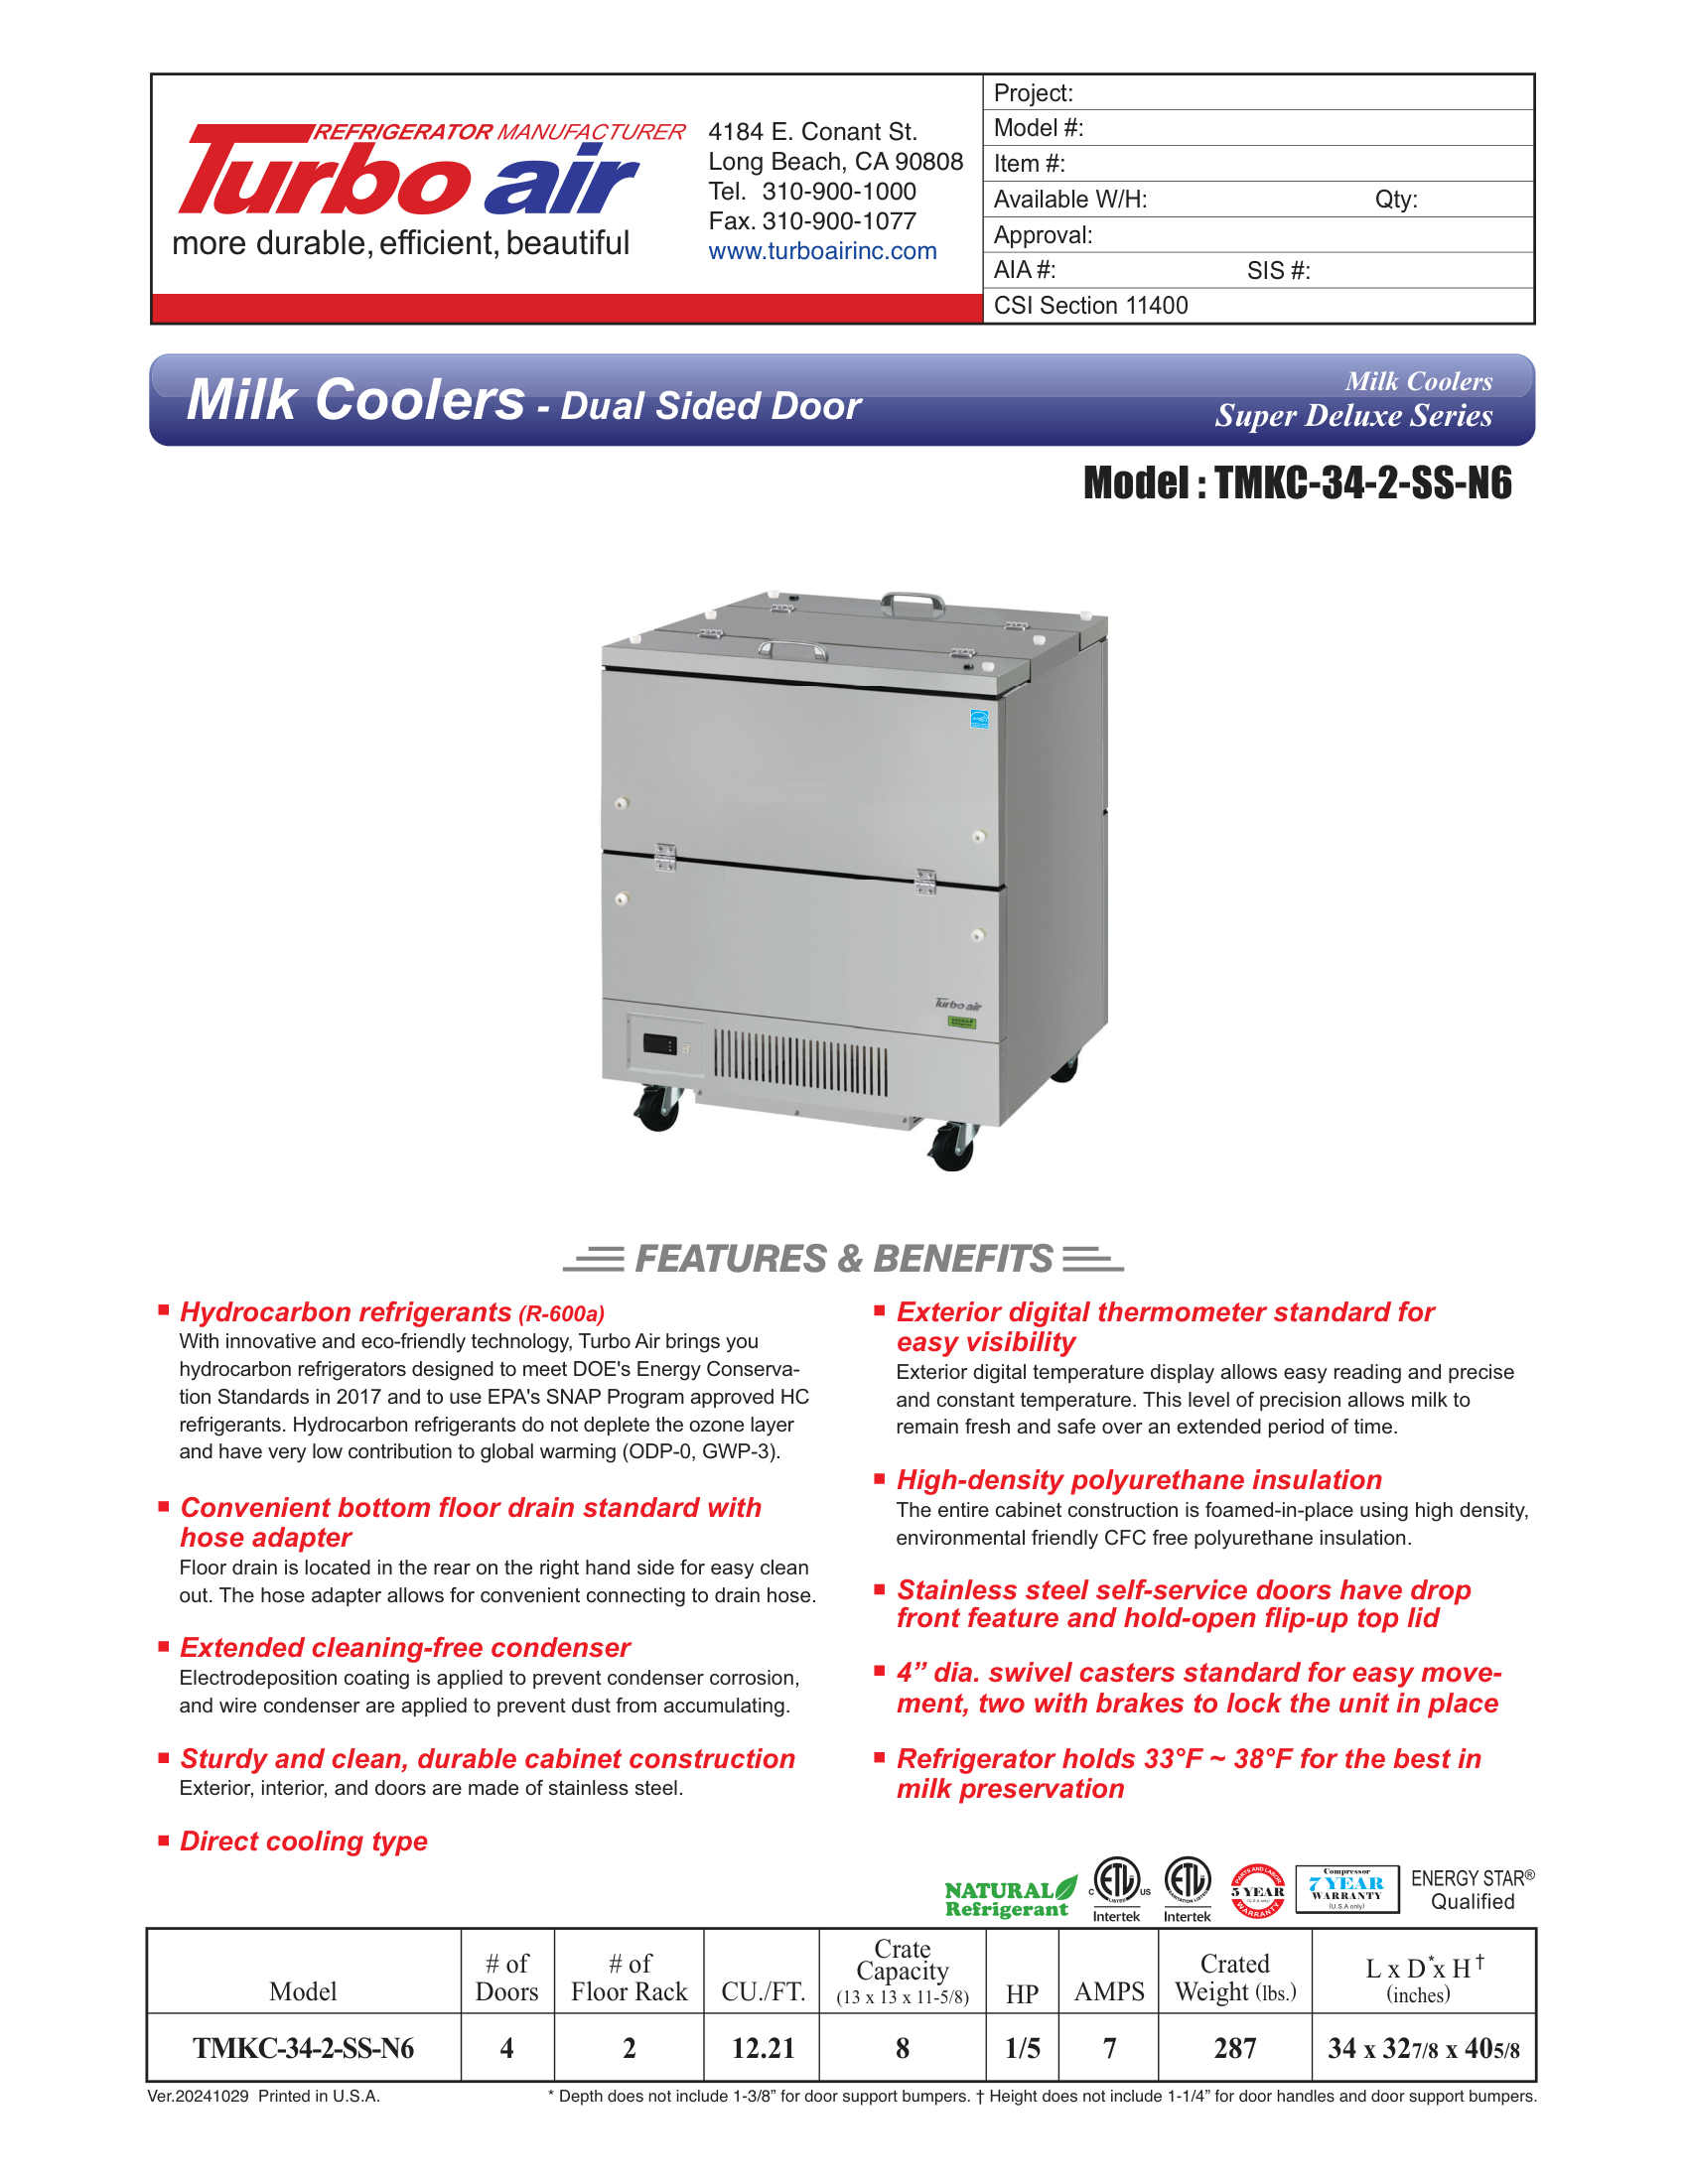 REFRIGERATOR MANUFACTURER
Turbo air
more durable, efficient, beautiful
4184 E. Conant St.
Long Beach, CA 90808
Tel. 310-900-1000
Fax. 310-900-1077
www.turboairinc.com
Project:
Model #:
Item #:
Available W/H: Qty:
Approval:
AIA #: SIS #:
CSI Section 11400
Milk Coolers - Dual Sided Door
Milk Coolers
Super Deluxe Series
Model : TMKC-34-2-SS-N6
Turbo air
FEATURES & BENEFITS
Hydrocarbon refrigerants (R-600a)
With innovative and eco-friendly technology, Turbo Air brings you
hydrocarbon refrigerators designed to meet DOE's Energy Conserva-
tion Standards in 2017 and to use EPA's SNAP Program approved HC
refrigerants. Hydrocarbon refrigerants do not deplete the ozone layer
and have very low contribution to global warming (ODP-0, GWP-3).
Convenient bottom floor drain standard with
hose adapter
Floor drain is located in the rear on the right hand side for easy clean
out. The hose adapter allows for convenient connecting to drain hose.
Extended cleaning-free condenser
Electrodeposition coating is applied to prevent condenser corrosion,
and wire condenser are applied to prevent dust from accumulating.
Sturdy and clean, durable cabinet construction
Exterior, interior, and doors are made of stainless steel.
Direct cooling type
Exterior digital thermometer standard for
easy visibility
Exterior digital temperature display allows easy reading and precise
and constant temperature. This level of precision allows milk to
remain fresh and safe over an extended period of time.
High-density polyurethane insulation
The entire cabinet construction is foamed-in-place using high density,
environmental friendly CFC free polyurethane insulation.
Stainless steel self-service doors have drop
front feature and hold-open flip-up top lid
4” dia. swivel casters standard for easy move-
ment, two with brakes to lock the unit in place
Refrigerator holds 33°F ~ 38°F for the best in
milk preservation
NATURAL
Refrigerant
C ETL US
LISTED
Intertek
ETL
SANITATION LISTED
Intertek
PARTS AND LABOR
5 YEAR
(U.S.A only)
WARRANTY
Compressor
7 YEAR
WARRANTY
(U.S.A only)
ENERGY STAR®
Qualified
Model
# of
Doors
# of
Floor Rack
CU./FT.
Crate
Capacity
(13 x 13 x 11-5/8)
HP
AMPS
Crated
Weight (lbs.)
L x D* x H†
(inches)
TMKC-34-2-SS-N6 4 2 12.21 8 1/5 7 287 34 x 32 7/8 x 40 5/8
Ver.20241029 Printed in U.S.A.
* Depth does not include 1-3/8” for door support bumpers. † Height does not include 1-1/4” for door handles and door support bumpers.